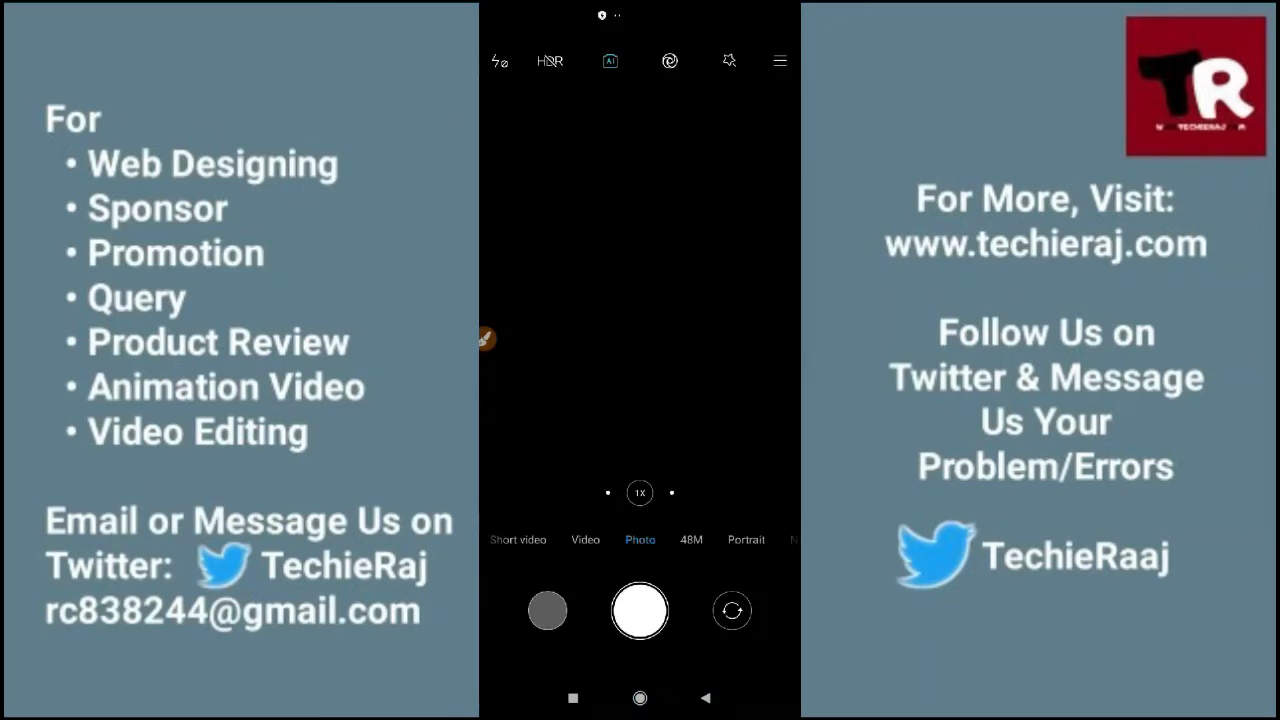 For
• Web Designing
• Sponsor
• Promotion
• Query
• Product Review
• Animation Video
• Video Editing
Email or Message Us on
Twitter: TechieRaj
rc838244@gmail.com
HDR
AI
1X
Short video Video Photo 48M Portrait N
TR
For More, Visit:
www.techieraj.com
Follow Us on
Twitter & Message
Us Your
Problem/Errors
TechieRaaj